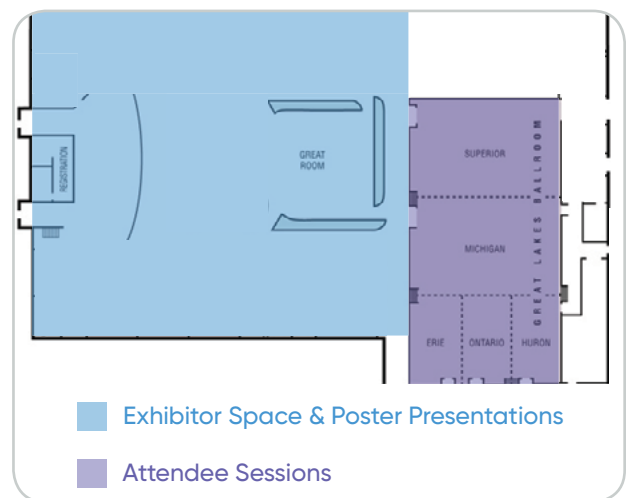 REGISTRATION
GREAT
ROOM
SUPERIOR
MICHIGAN
GREAT LAKES BALLROOM
ERIE
ONTARIO
HURON
Exhibitor Space & Poster Presentations
Attendee Sessions